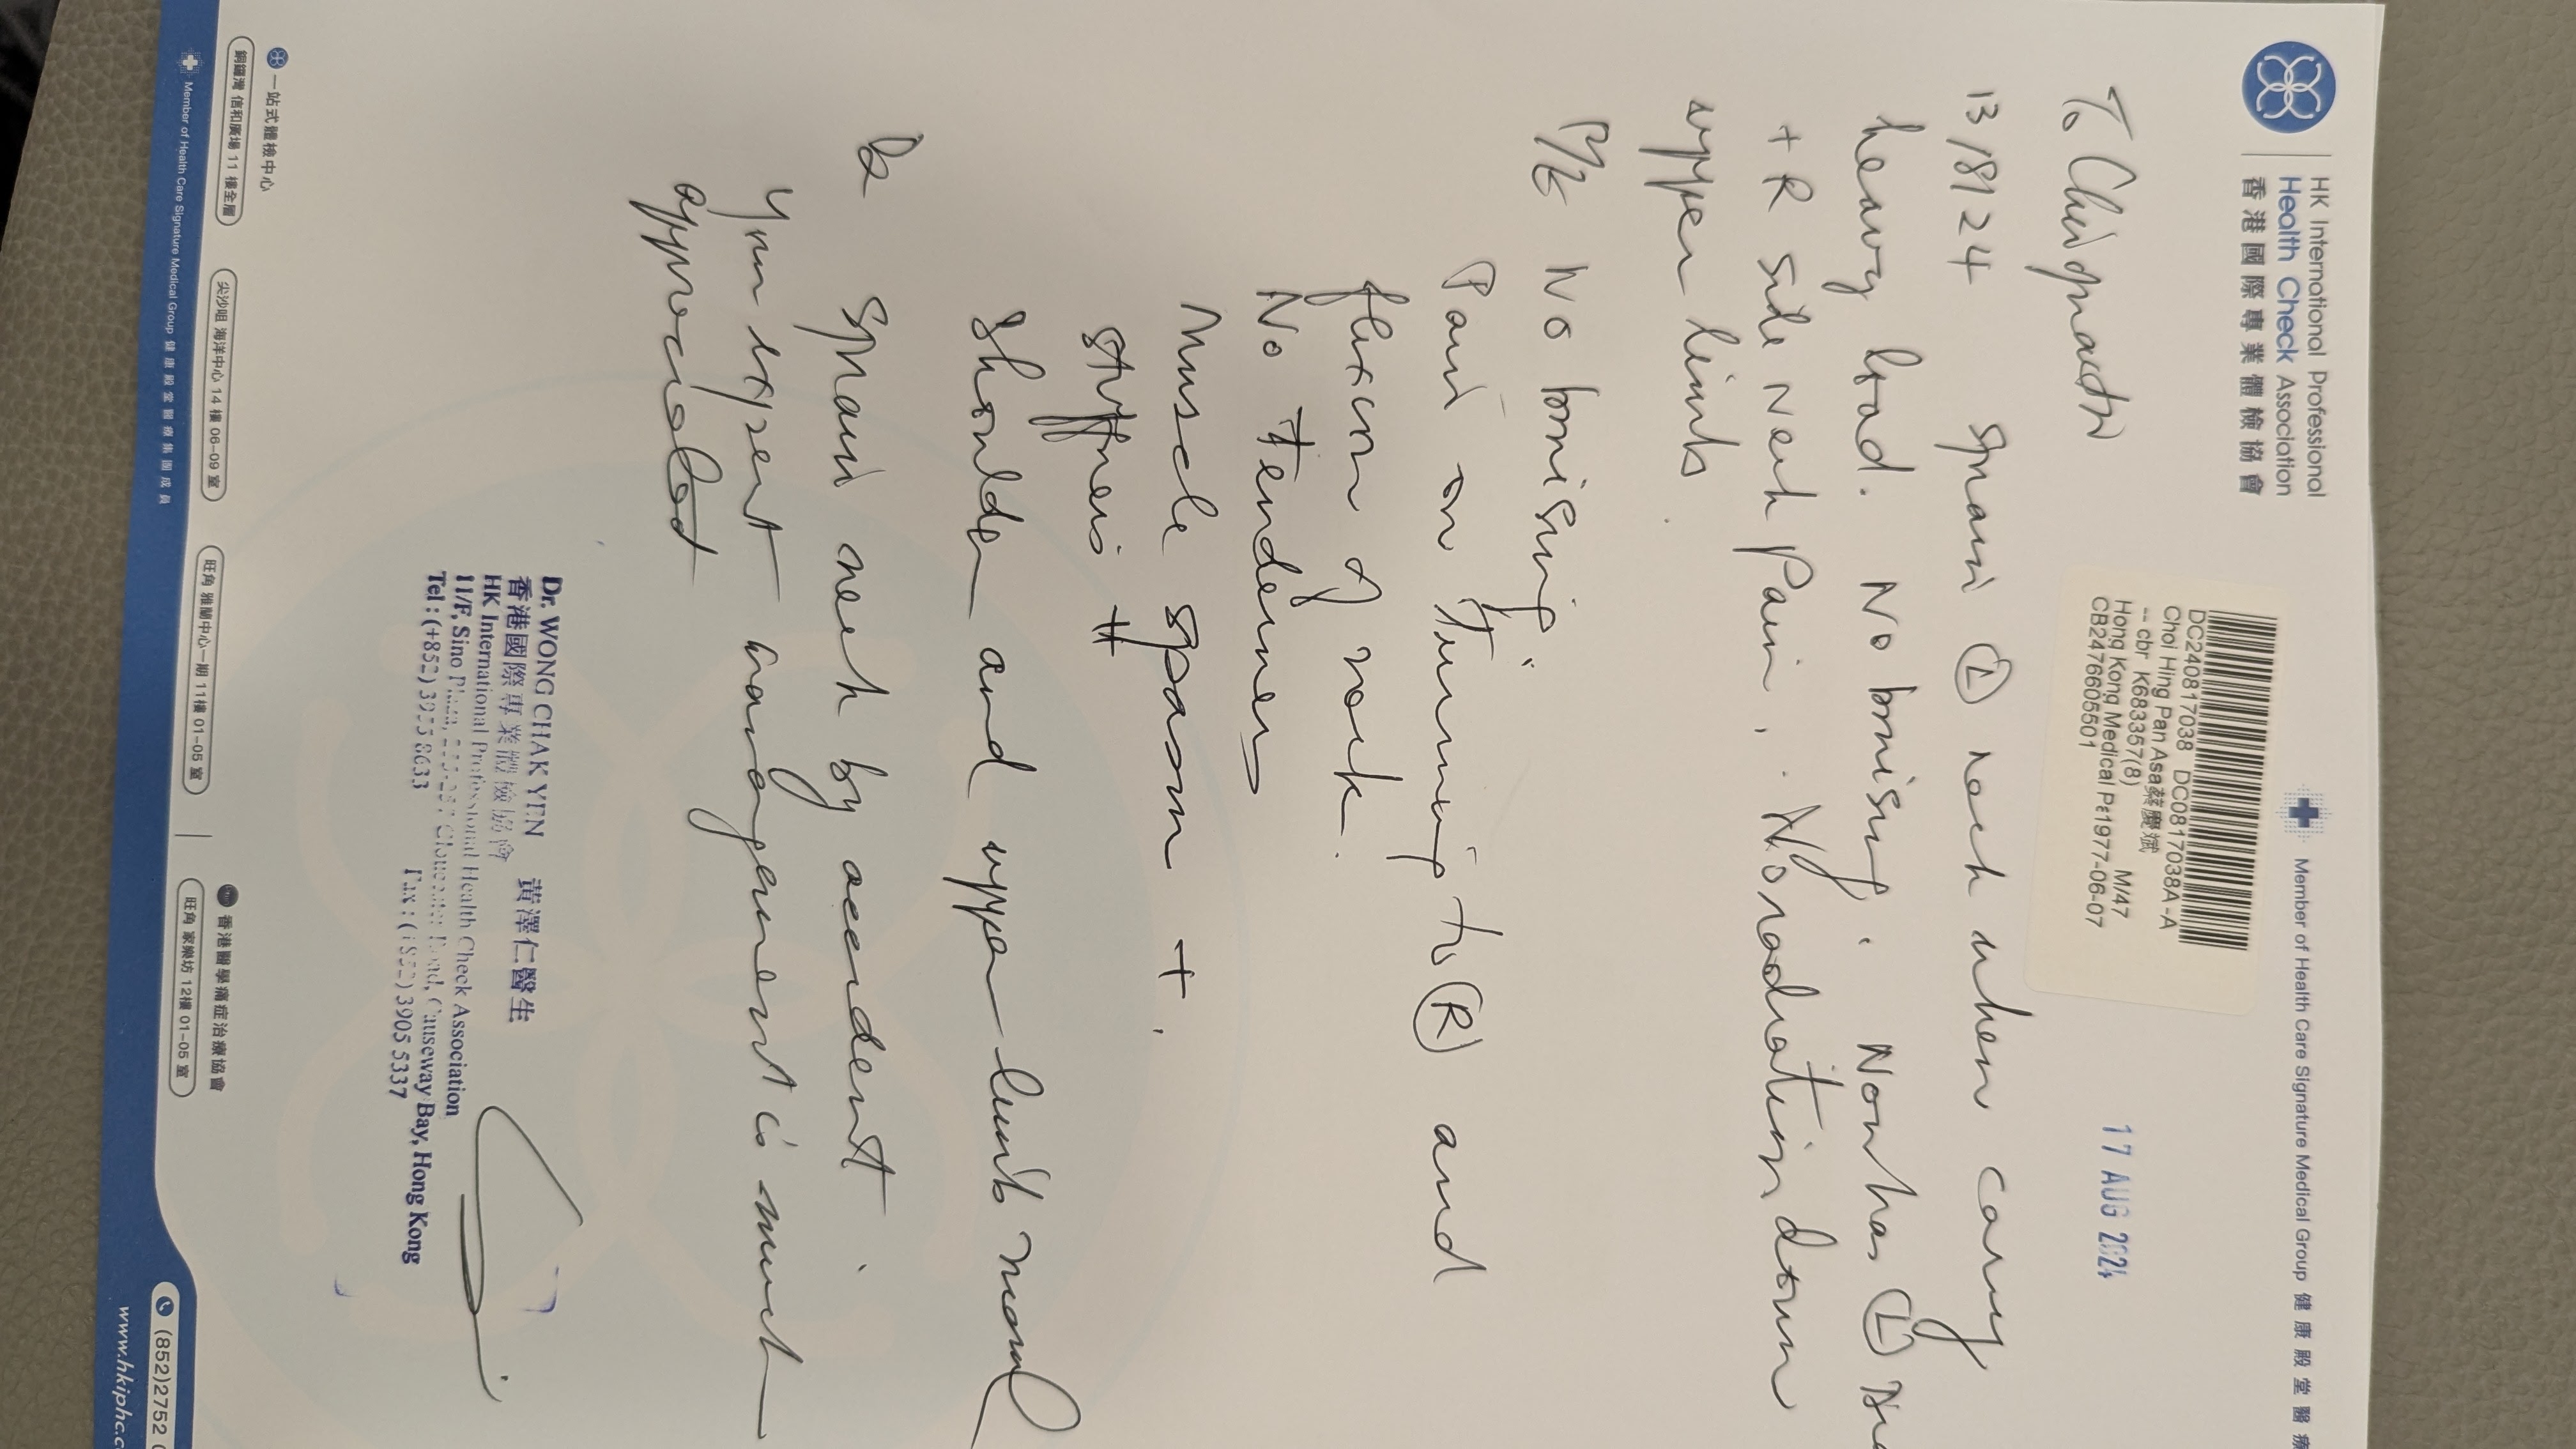 HK International Professional
Health Check Association
香港國際專業體檢協會
Member of Health Care Signature Medical Group 健康殿堂醫療
DC240817038 DC0817038A-A
Choi Hing Pan Asa蔡慶斌
-- cbr K683357(8) M/47
Hong Kong Medical Pε1977-06-07
CB2476605501
17 AUG 2024
To Chiropractor
13/8/24 Sprain Ⓛ neck when carry
heavy load. No bruising. Now has Ⓛ
+ R side neck Pain. No radiation down
upper limbs
P/E No bruising.
Pain on turning to Ⓡ and
flexion of neck.
No tenderness
Muscle spasm +.
Stiffness ++
Shoulder and upper limb normal
Sprain neck by accident
Your expert management is much
appreciated
Dr. WONG CHAK YEN 黃澤仁醫生
香港國際專業體檢協會
HK International Professional Health Check Association
11/F, Sino Plaza, Road, Causeway Bay, Hong Kong
Tel : (+852) 3953 8633 Fax : (+852) 3905 5337
一站式體檢中心
銅鑼灣 信和廣場 11 樓全層
尖沙咀 海洋中心 14 樓 06-09 室
旺角 雅蘭中心一期 11樓 01-05 室
香港醫學痛症治療協會
旺角 家樂坊 12樓 01-05 室
Member of Health Care Signature Medical Group 健康殿堂醫療集團成員
(852)2752
www.hkiphc.c